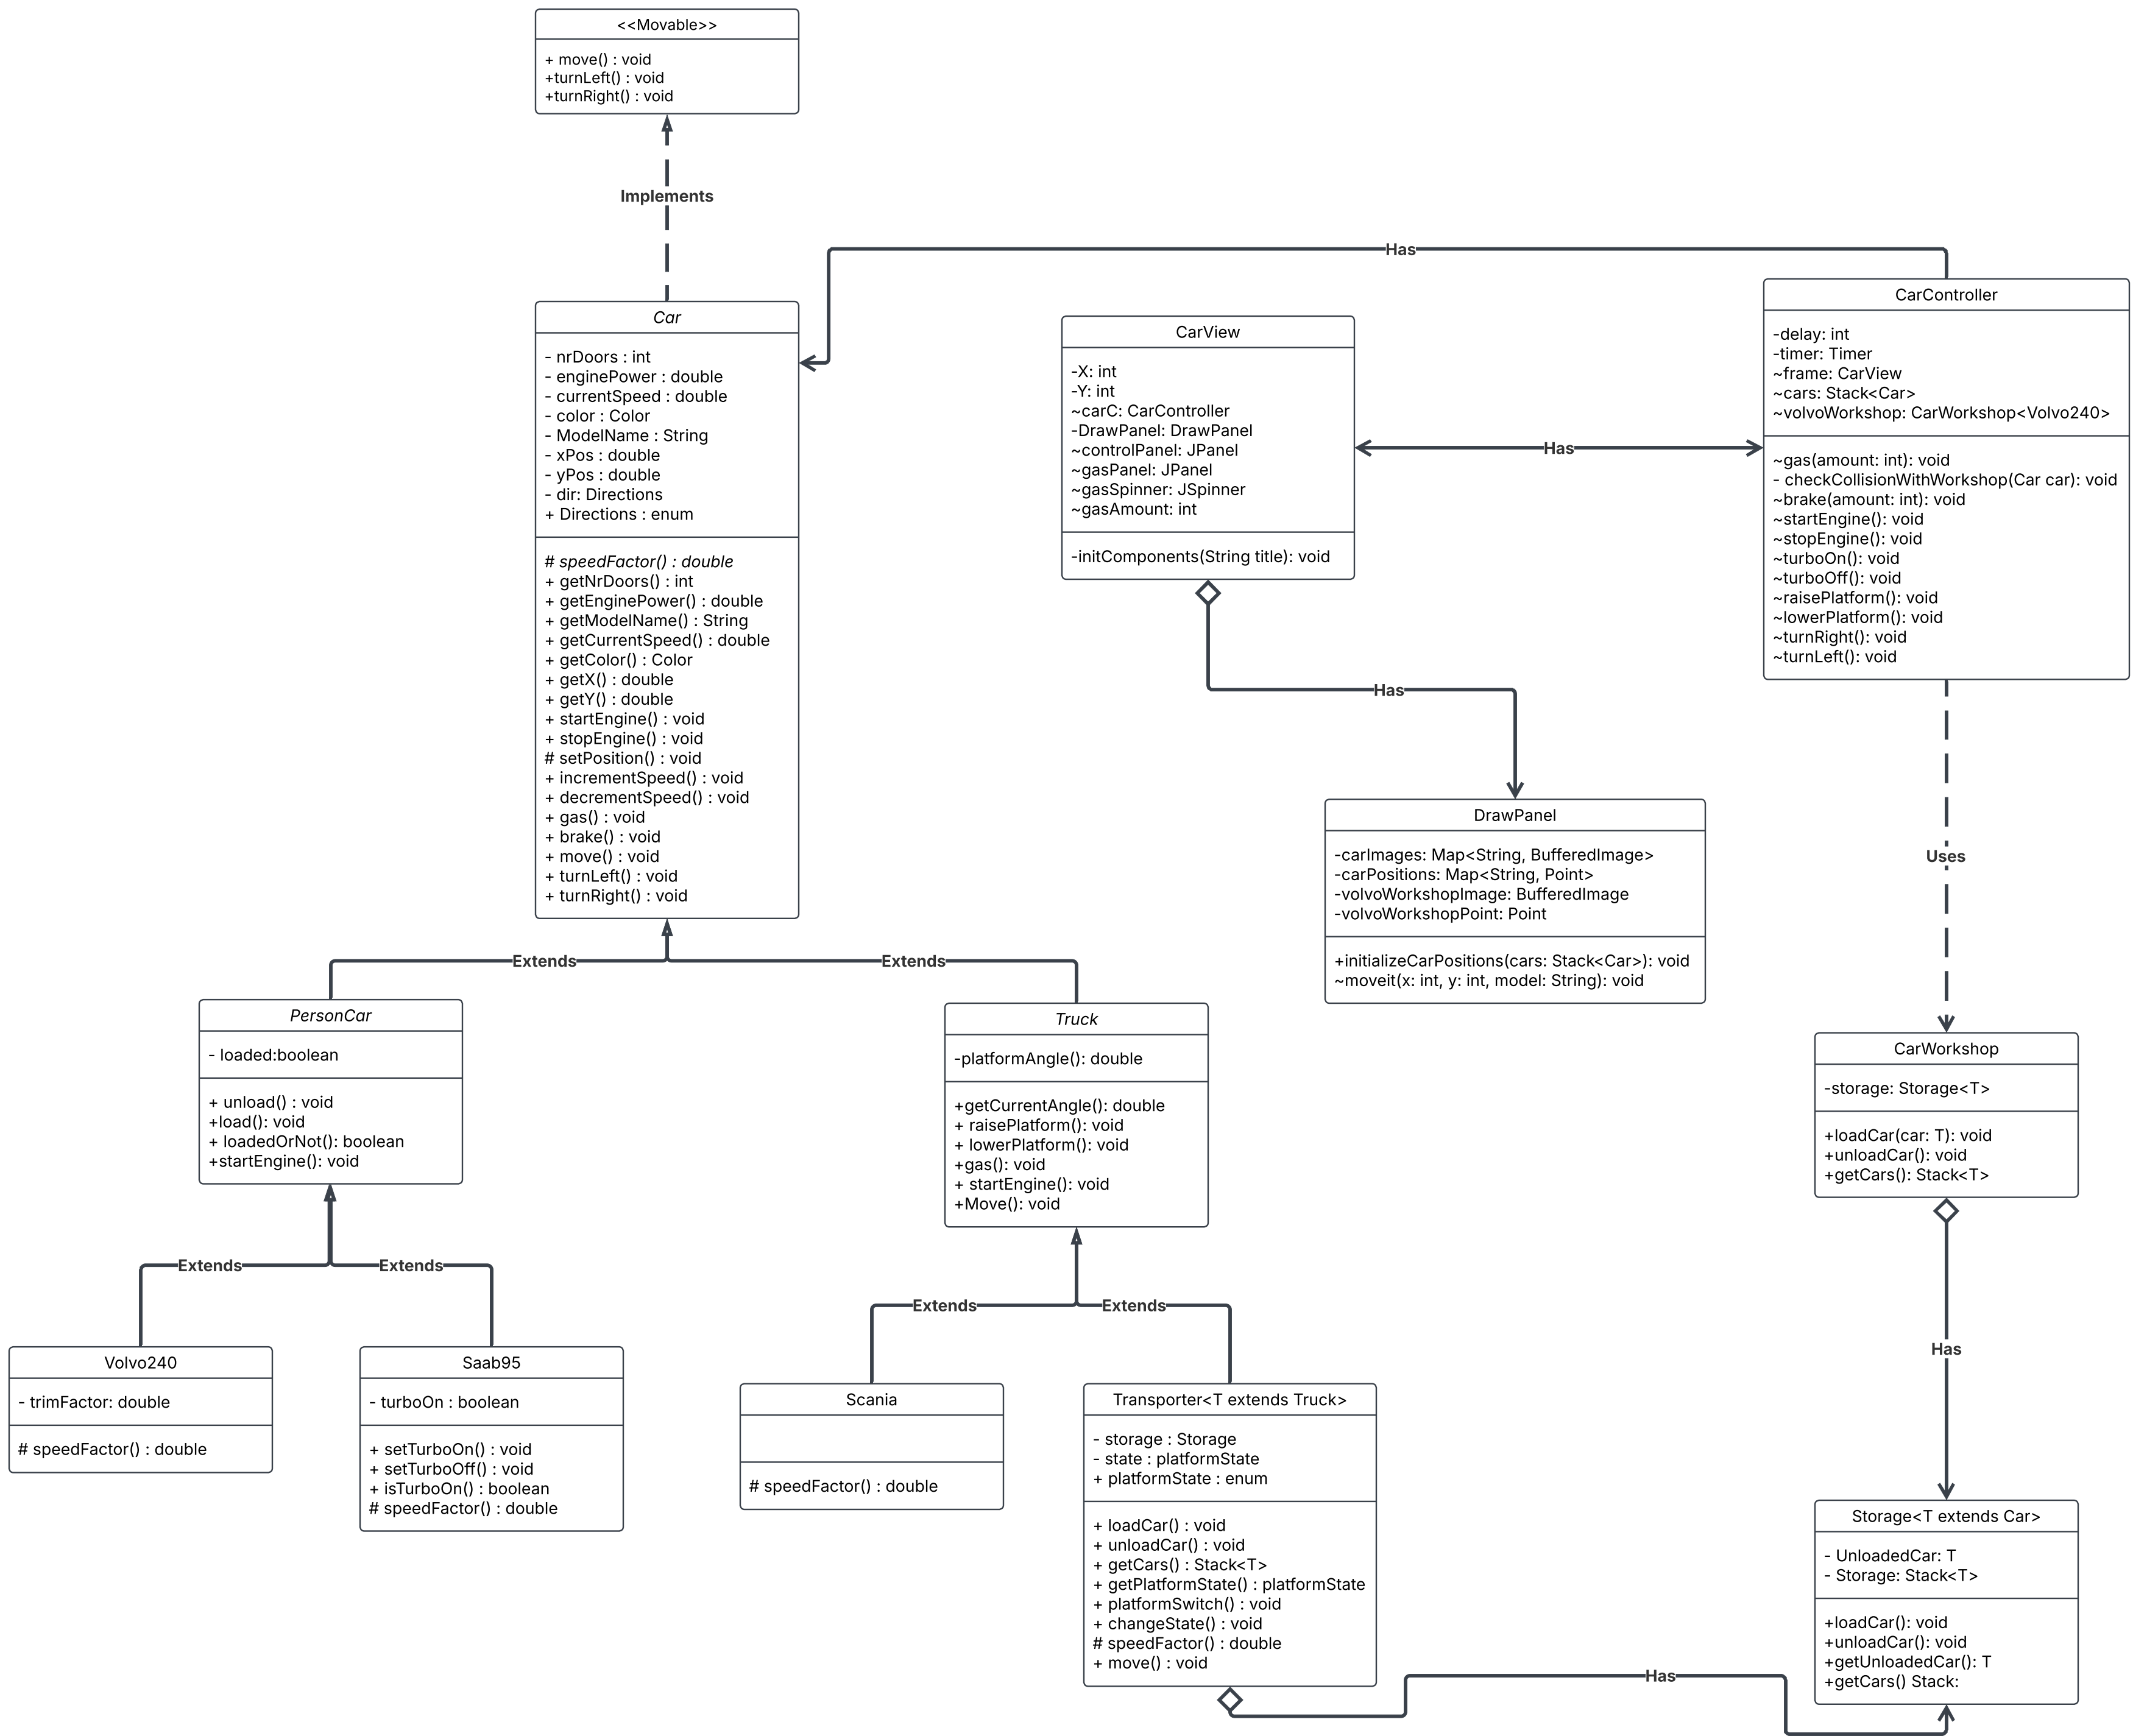 <<Movable>>
+ move() : void
+turnLeft() : void
+turnRight() : void
Implements
Has
Car
- nrDoors : int
- enginePower : double
- currentSpeed : double
- color : Color
- ModelName : String
- xPos : double
- yPos : double
- dir: Directions
+ Directions : enum
# speedFactor() : double
+ getNrDoors() : int
+ getEnginePower() : double
+ getModelName() : String
+ getCurrentSpeed() : double
+ getColor() : Color
+ getX() : double
+ getY() : double
+ startEngine() : void
+ stopEngine() : void
# setPosition() : void
+ incrementSpeed() : void
+ decrementSpeed() : void
+ gas() : void
+ brake() : void
+ move() : void
+ turnLeft() : void
+ turnRight() : void
CarView
-X: int
-Y: int
~carC: CarController
-DrawPanel: DrawPanel
~controlPanel: JPanel
~gasPanel: JPanel
~gasSpinner: JSpinner
~gasAmount: int
-initComponents(String title): void
Has
CarController
-delay: int
-timer: Timer
~frame: CarView
~cars: Stack<Car>
~volvoWorkshop: CarWorkshop<Volvo240>
~gas(amount: int): void
- checkCollisionWithWorkshop(Car car): void
~brake(amount: int): void
~startEngine(): void
~stopEngine(): void
~turboOn(): void
~turboOff(): void
~raisePlatform(): void
~lowerPlatform(): void
~turnRight(): void
~turnLeft(): void
Has
DrawPanel
-carImages: Map<String, BufferedImage>
-carPositions: Map<String, Point>
-volvoWorkshopImage: BufferedImage
-volvoWorkshopPoint: Point
+initializeCarPositions(cars: Stack<Car>): void
~moveit(x: int, y: int, model: String): void
Uses
Extends
Extends
PersonCar
- loaded:boolean
+ unload() : void
+load(): void
+ loadedOrNot(): boolean
+startEngine(): void
Truck
-platformAngle(): double
+getCurrentAngle(): double
+ raisePlatform(): void
+ lowerPlatform(): void
+gas(): void
+ startEngine(): void
+Move(): void
CarWorkshop
-storage: Storage<T>
+loadCar(car: T): void
+unloadCar(): void
+getCars(): Stack<T>
Extends
Extends
Extends
Extends
Has
Volvo240
- trimFactor: double
# speedFactor() : double
Saab95
- turboOn : boolean
+ setTurboOn() : void
+ setTurboOff() : void
+ isTurboOn() : boolean
# speedFactor() : double
Scania
# speedFactor() : double
Transporter<T extends Truck>
- storage : Storage
- state : platformState
+ platformState : enum
+ loadCar() : void
+ unloadCar() : void
+ getCars() : Stack<T>
+ getPlatformState() : platformState
+ platformSwitch() : void
+ changeState() : void
# speedFactor() : double
+ move() : void
Storage<T extends Car>
- UnloadedCar: T
- Storage: Stack<T>
+loadCar(): void
+unloadCar(): void
+getUnloadedCar(): T
+getCars() Stack:
Has